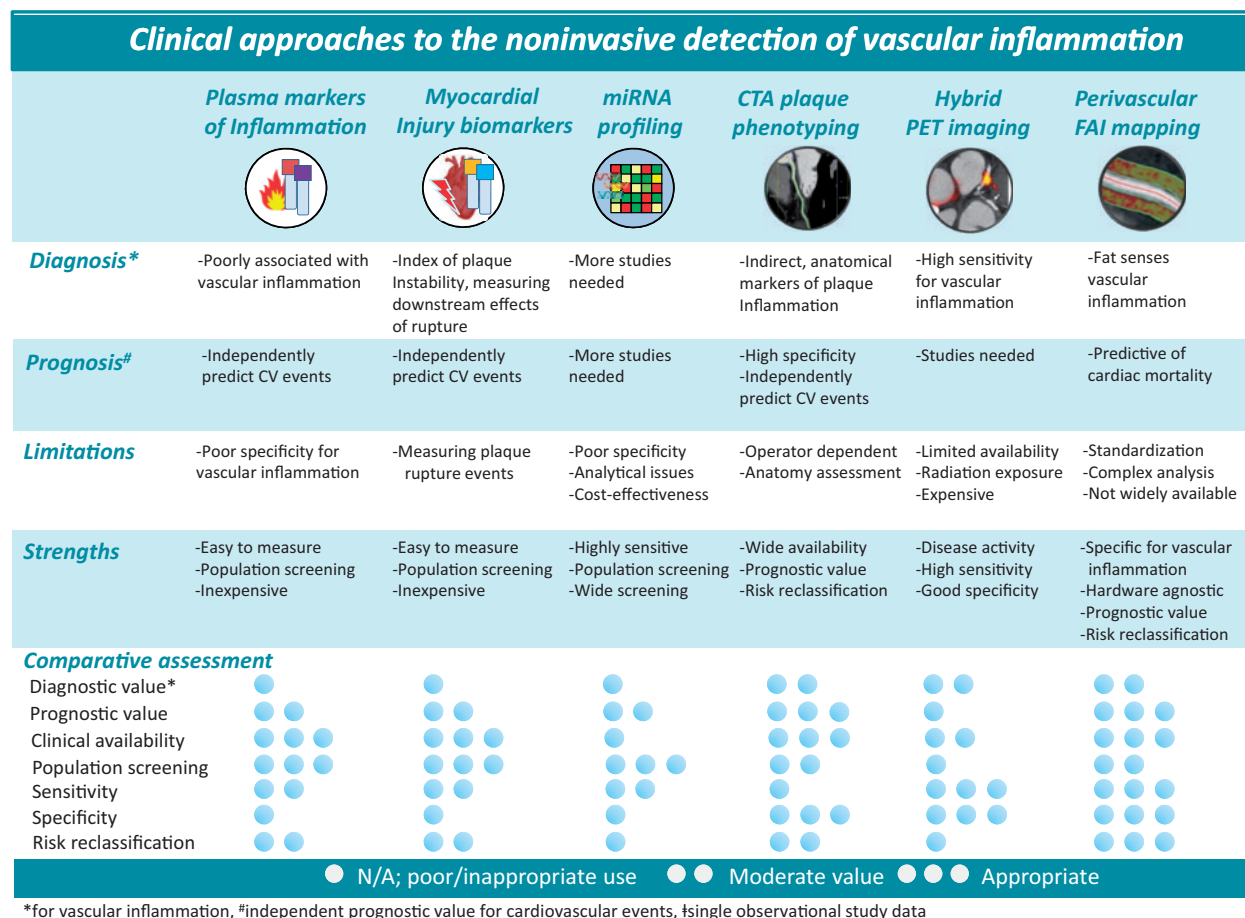 Clinical approaches to the noninvasive detection of vascular inflammation
Plasma markers
of Inflammation
Myocardial
Injury biomarkers
miRNA
profiling
CTA plaque
phenotyping
Hybrid
PET imaging
Perivascular
FAI mapping
Diagnosis*
-Poorly associated with
vascular inflammation
-Index of plaque
Instability, measuring
downstream effects
of rupture
-More studies
needed
-Indirect, anatomical
markers of plaque
Inflammation
-High sensitivity
for vascular
inflammation
-Fat senses
vascular
inflammation
Prognosis#
-Independently
predict CV events
-Independently
predict CV events
-More studies
needed
-High specificity
-Independently
predict CV events
-Studies needed
-Predictive of
cardiac mortality
Limitations
-Poor specificity for
vascular inflammation
-Measuring plaque
rupture events
-Poor specificity
-Analytical issues
-Cost-effectiveness
-Operator dependent
-Anatomy assessment
-Limited availability
-Radiation exposure
-Expensive
-Standardization
-Complex analysis
-Not widely available
Strengths
-Easy to measure
-Population screening
-Inexpensive
-Easy to measure
-Population screening
-Inexpensive
-Highly sensitive
-Population screening
-Wide screening
-Wide availability
-Prognostic value
-Risk reclassification
-Disease activity
-High sensitivity
-Good specificity
-Specific for vascular
inflammation
-Hardware agnostic
-Prognostic value
-Risk reclassification
Comparative assessment
Diagnostic value*
Prognostic value
Clinical availability
Population screening
Sensitivity
Specificity
Risk reclassification
N/A; poor/inappropriate use
Moderate value
Appropriate
*for vascular inflammation, #independent prognostic value for cardiovascular events, ƚsingle observational study data